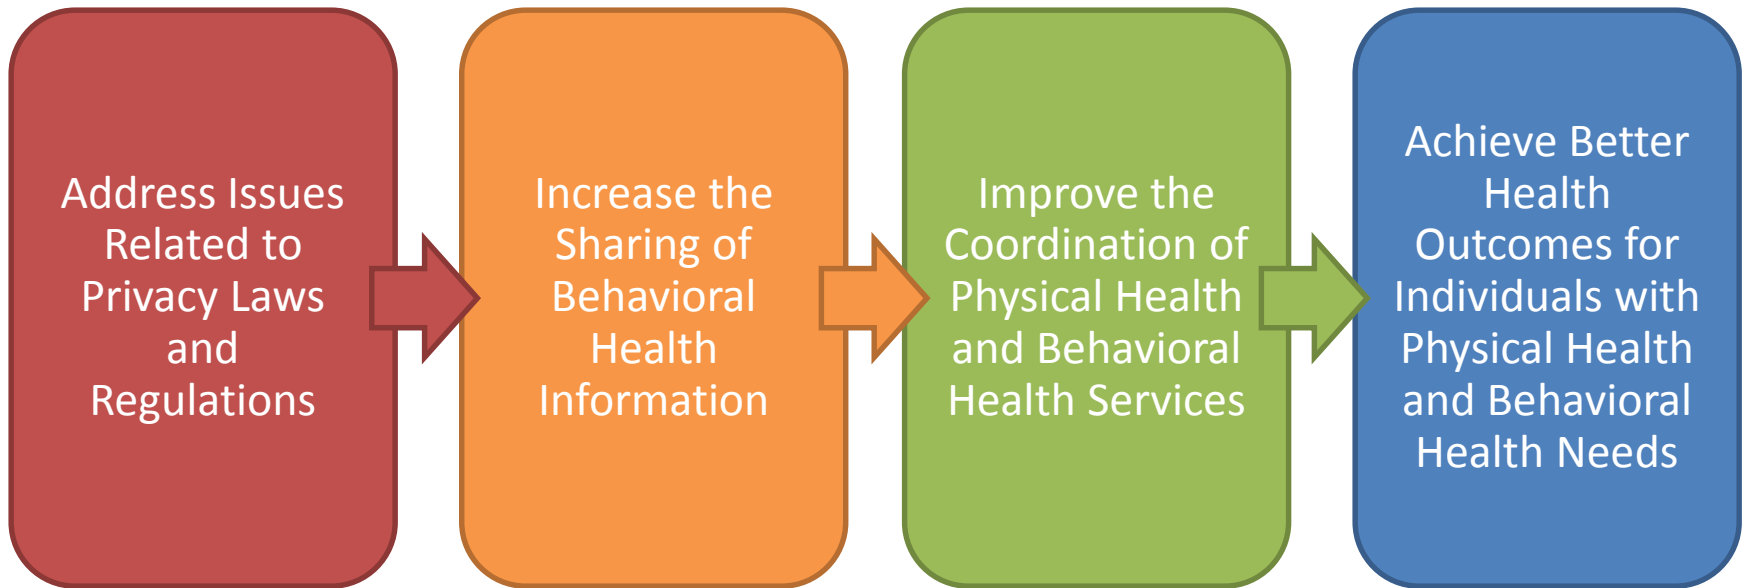 Address Issues
Related to
Privacy Laws
and
Regulations
Increase the
Sharing of
Behavioral
Health
Information
Improve the
Coordination of
Physical Health
and Behavioral
Health Services
Achieve Better
Health
Outcomes for
Individuals with
Physical Health
and Behavioral
Health Needs